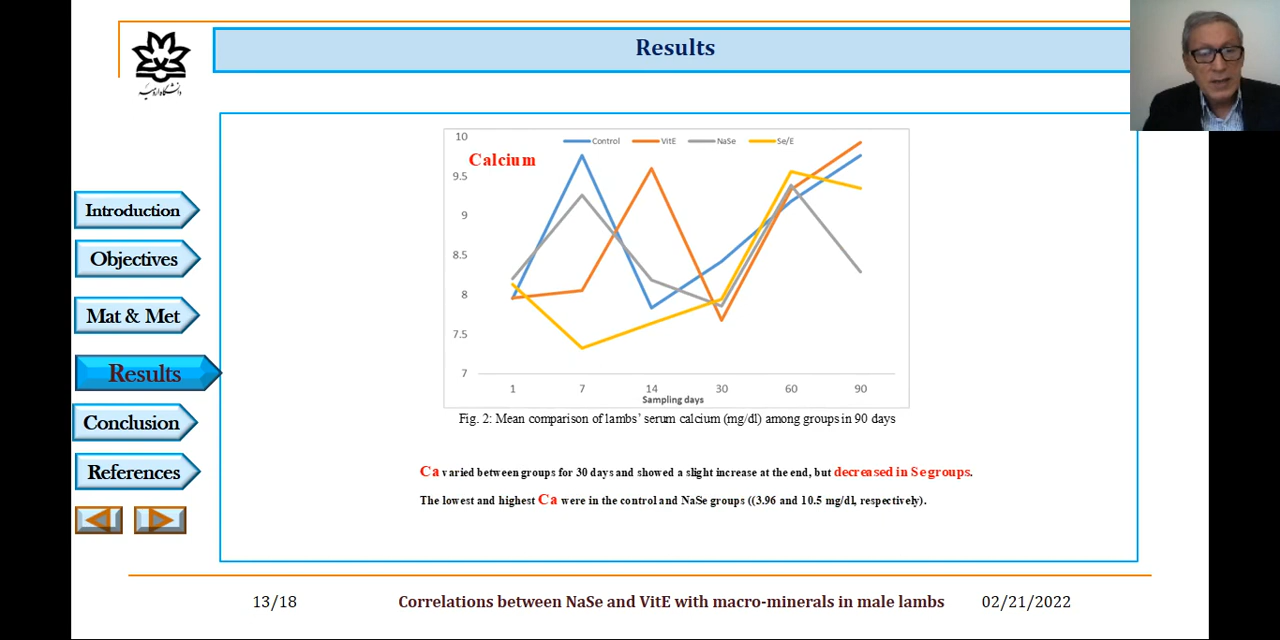 Results
دانشگاه ارومیه
Introduction
Objectives
Mat & Met
Results
Conclusion
References
Calcium
Control VitE NaSe Se/E
10
9.5
9
8.5
8
7.5
7
1 7 14 30 60 90
Sampling days
Fig. 2: Mean comparison of lambs' serum calcium (mg/dl) among groups in 90 days
Ca varied between groups for 30 days and showed a slight increase at the end, but decreased in Se groups.
The lowest and highest Ca were in the control and NaSe groups ((3.96 and 10.5 mg/dl, respectively).
13/18 Correlations between NaSe and VitE with macro-minerals in male lambs 02/21/2022